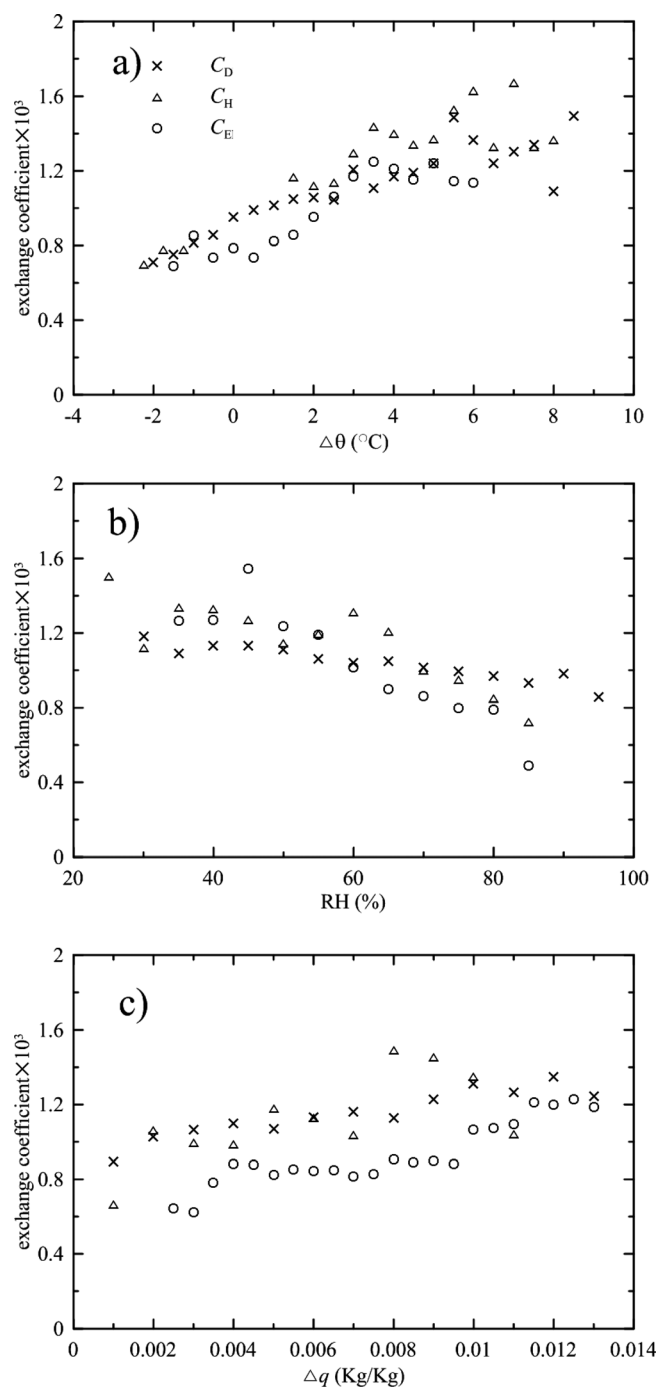 a)
× C_D
△ C_H
○ C_E
exchange coefficient×10³
2
1.6
1.2
0.8
0.4
0
-4 -2 0 2 4 6 8 10
△θ (°C)
b)
exchange coefficient×10³
2
1.6
1.2
0.8
0.4
0
20 40 60 80 100
RH (%)
c)
exchange coefficient×10³
2
1.6
1.2
0.8
0.4
0
0 0.002 0.004 0.006 0.008 0.01 0.012 0.014
△q (Kg/Kg)